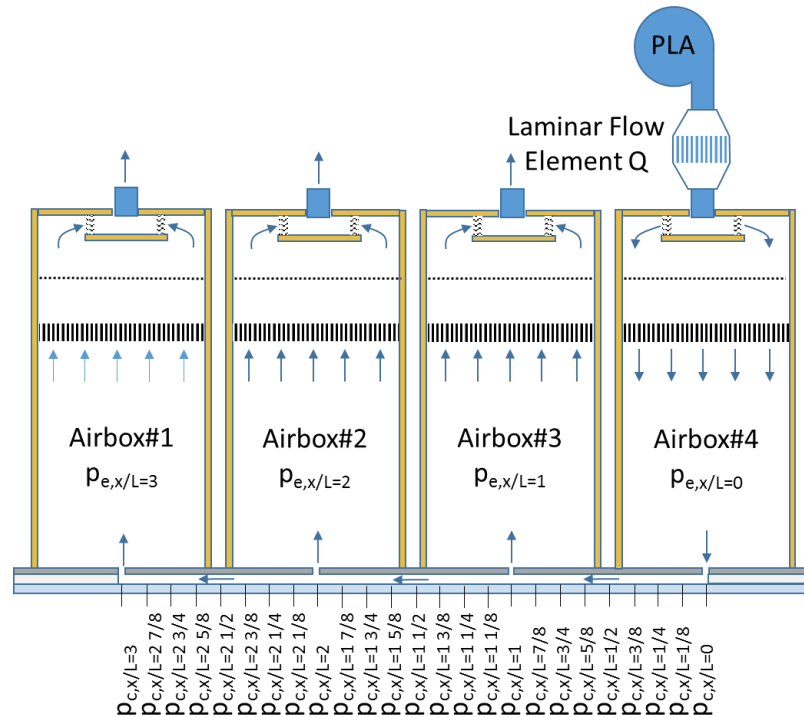 PLA
Laminar Flow
Element Q
Airbox#1
pe,x/L=3
Airbox#2
pe,x/L=2
Airbox#3
pe,x/L=1
Airbox#4
pe,x/L=0
pc,x/L=3
pc,x/L=2 7/8
pc,x/L=2 3/4
pc,x/L=2 5/8
pc,x/L=2 1/2
pc,x/L=2 3/8
pc,x/L=2 1/4
pc,x/L=2 1/8
pc,x/L=2
pc,x/L=1 7/8
pc,x/L=1 3/4
pc,x/L=1 5/8
pc,x/L=1 1/2
pc,x/L=1 3/8
pc,x/L=1 1/4
pc,x/L=1 1/8
pc,x/L=1
pc,x/L=7/8
pc,x/L=3/4
pc,x/L=5/8
pc,x/L=1/2
pc,x/L=3/8
pc,x/L=1/4
pc,x/L=1/8
pc,x/L=0